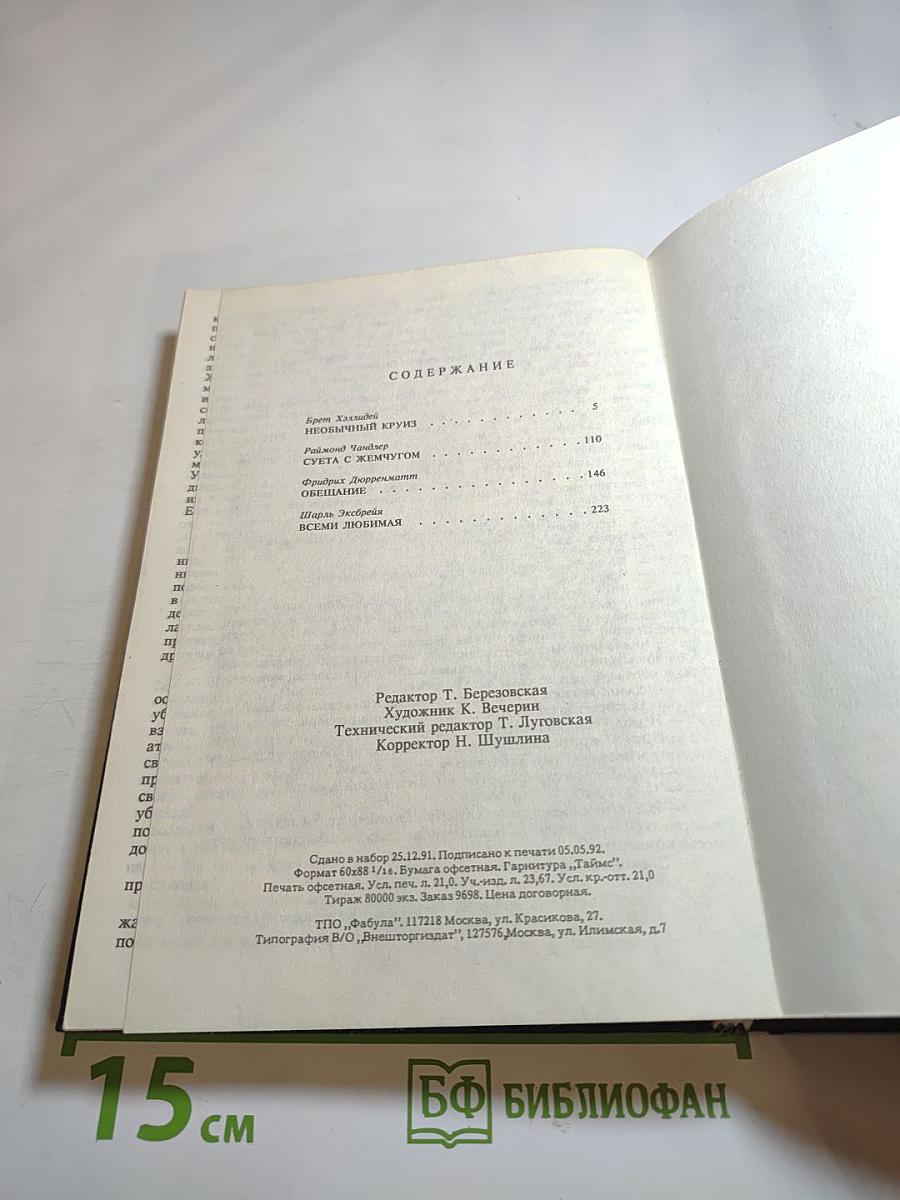 СОДЕРЖАНИЕ
Брет Хэллидей
НЕОБЫЧНЫЙ КРУИЗ . . . . . . . . . . . . 5
Раймонд Чандлер
СУЕТА С ЖЕМЧУГОМ . . . . . . . . . . . . 110
Фридрих Дюрренматт
ОБЕЩАНИЕ . . . . . . . . . . . . . . . . 146
Шарль Эксбрейя
ВСЕМИ ЛЮБИМАЯ . . . . . . . . . . . . . 223
Редактор Т. Березовская
Художник К. Вечерин
Технический редактор Т. Луговская
Корректор Н. Шушлина
Сдано в набор 25.12.91. Подписано к печати 05.05.92.
Формат 60х88 1/16. Бумага офсетная. Гарнитура „Таймс".
Печать офсетная. Усл. печ. л. 21,0. Уч.-изд. л. 23,67. Усл. кр.-отт. 21,0
Тираж 80000 экз. Заказ 9698. Цена договорная.
ТПО „Фабула". 117218 Москва, ул. Красикова, 27.
Типография В/О „Внешторгиздат", 127576,Москва, ул. Илимская, д.7
15 см
БФ БИБЛИОФАН